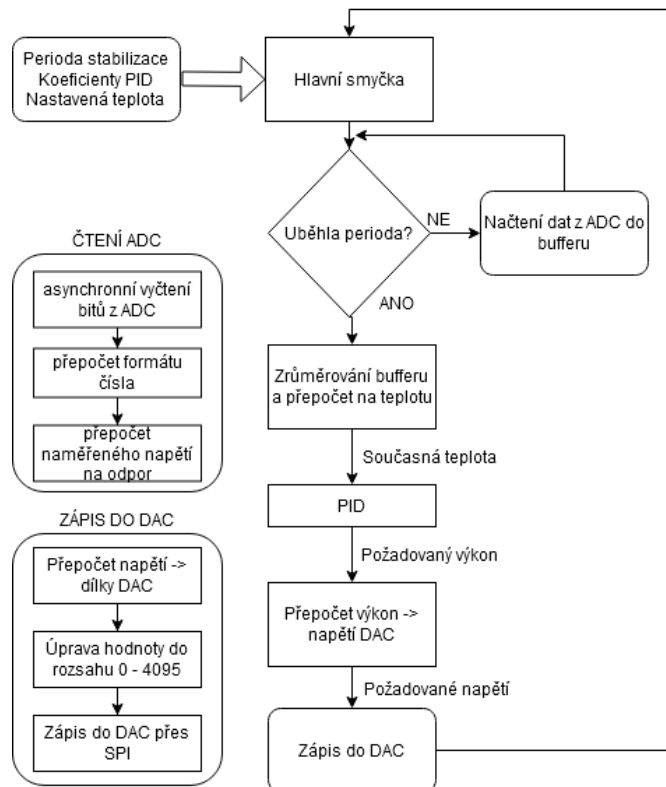 Perioda stabilizace
Koeficienty PID
Nastavená teplota
Hlavní smyčka
Uběhla perioda?
NE
Načtení dat z ADC do
bufferu
ANO
Zrůměrování bufferu
a přepočet na teplotu
Současná teplota
PID
Požadovaný výkon
Přepočet výkon ->
napětí DAC
Požadované napětí
Zápis do DAC
ČTENÍ ADC
asynchronní vyčtení
bitů z ADC
přepočet formátu
čísla
přepočet
naměřeného napětí
na odpor
ZÁPIS DO DAC
Přepočet napětí ->
dílky DAC
Úprava hodnoty do
rozsahu 0 - 4095
Zápis do DAC přes
SPI